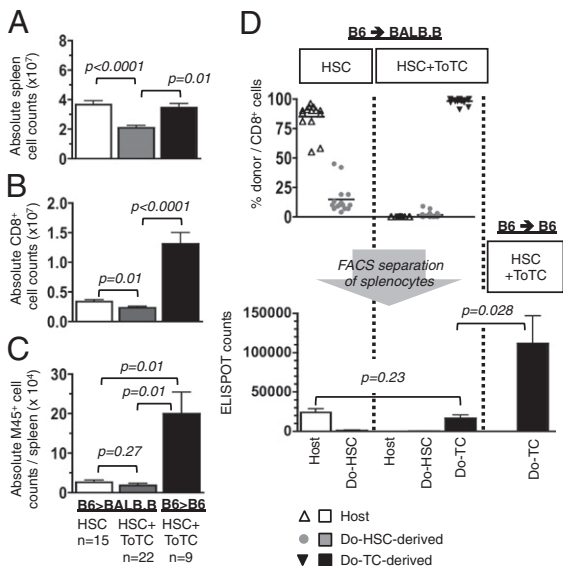 A
Absolute spleen
cell counts (x10⁷)
8
6
4
2
0
p<0.0001
p=0.01
B
Absolute CD8⁺
cell counts (x10⁷)
2.0
1.5
1.0
0.5
0.0
p<0.0001
p=0.01
C
Absolute M45⁺ cell
counts / spleen (x 10⁴)
30
20
10
0
p=0.01
p=0.01
p=0.27
B6>BALB.B B6>B6
HSC HSC+ HSC+
n=15 ToTC ToTC
n=22 n=9
D
B6 ➔ BALB.B
HSC HSC+ToTC
% donor / CD8⁺ cells
100
75
50
25
0
B6 ➔ B6
HSC
+ToTC
FACS separation
of splenocytes
ELISPOT counts
150000
100000
50000
0
p=0.028
p=0.23
Host Do-HSC Host Do-HSC Do-TC Do-TC
Host
Do-HSC-derived
Do-TC-derived